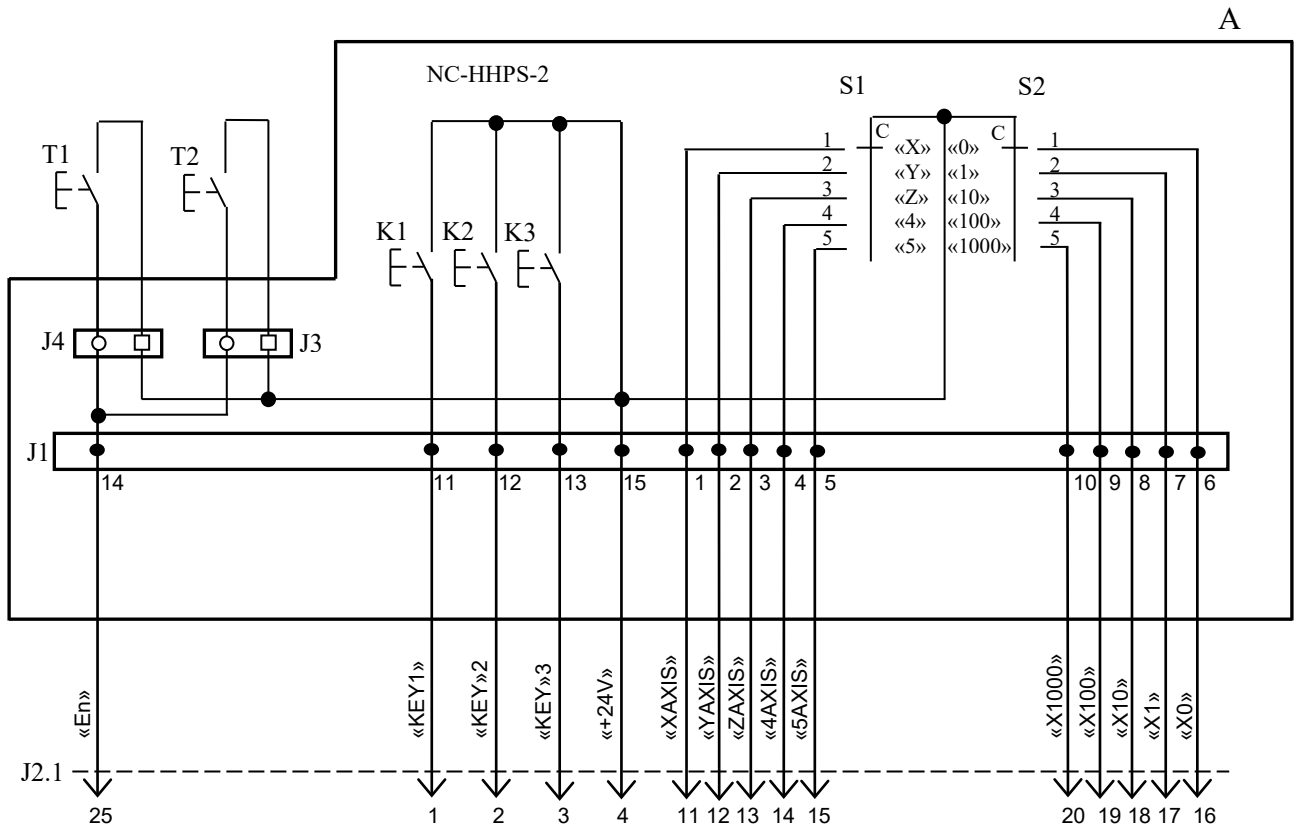 A
NC-HHPS-2
S1 S2
T1 T2
C C
1 «X» «0» 1
2 «Y» «1» 2
3 «Z» «10» 3
4 «4» «100» 4
5 «5» «1000» 5
K1 K2 K3
J4 J3
J1
14 11 12 13 15 1 2 3 4 5 10 9 8 7 6
«En»
«KEY1»
«KEY»2
«KEY»3
«+24V»
«XAXIS»
«YAXIS»
«ZAXIS»
«4AXIS»
«5AXIS»
«X1000»
«X100»
«X10»
«X1»
«X0»
J2.1
25 1 2 3 4 11 12 13 14 15 20 19 18 17 16